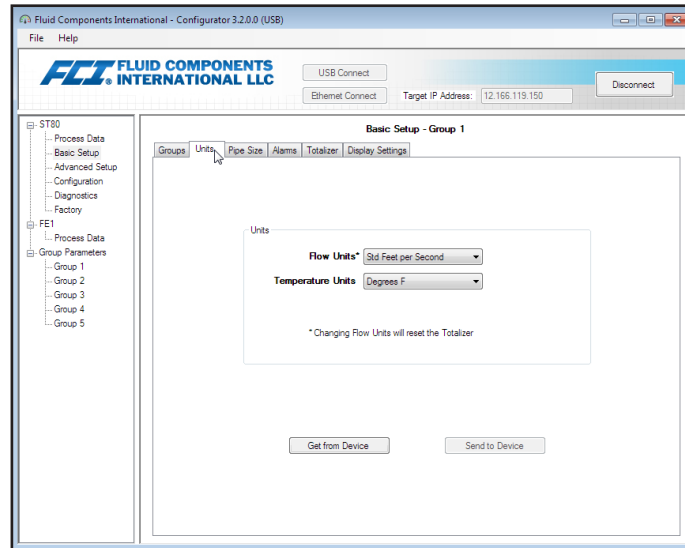 Fluid Components International - Configurator 3.2.0.0 (USB)
File Help
FCI® FLUID COMPONENTS
INTERNATIONAL LLC
USB Connect
Ethernet Connect
Target IP Address: 12.166.119.150
Disconnect
ST80
Process Data
Basic Setup
Advanced Setup
Configuration
Diagnostics
Factory
FE1
Process Data
Group Parameters
Group 1
Group 2
Group 3
Group 4
Group 5
Basic Setup - Group 1
Groups Units Pipe Size Alarms Totalizer Display Settings
Units
Flow Units* Std Feet per Second
Temperature Units Degrees F
*Changing Flow Units will reset the Totalizer
Get from Device Send to Device